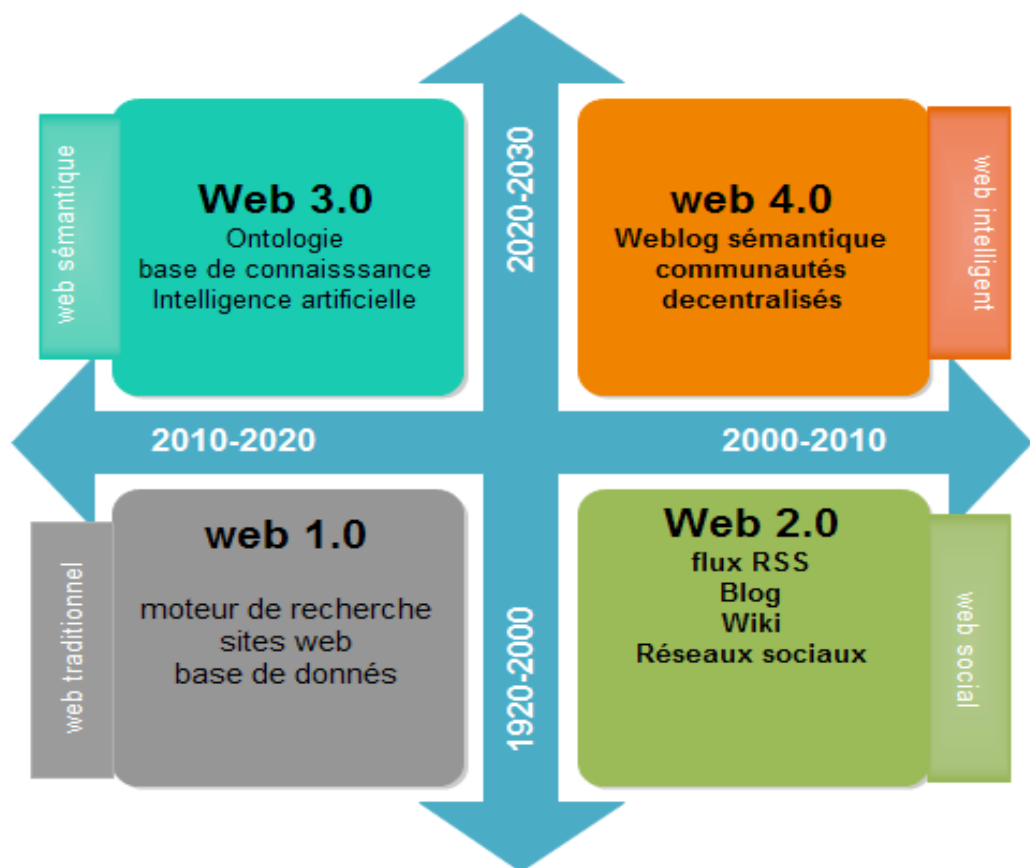 web sémantique
Web 3.0
Ontologie
base de connaisssance
Intelligence artificielle
2020-2030
web 4.0
Weblog sémantique
communautés
decentralisés
web intelligent
2010-2020
2000-2010
web traditionnel
web 1.0
moteur de recherche
sites web
base de donnés
1920-2000
Web 2.0
flux RSS
Blog
Wiki
Réseaux sociaux
web social